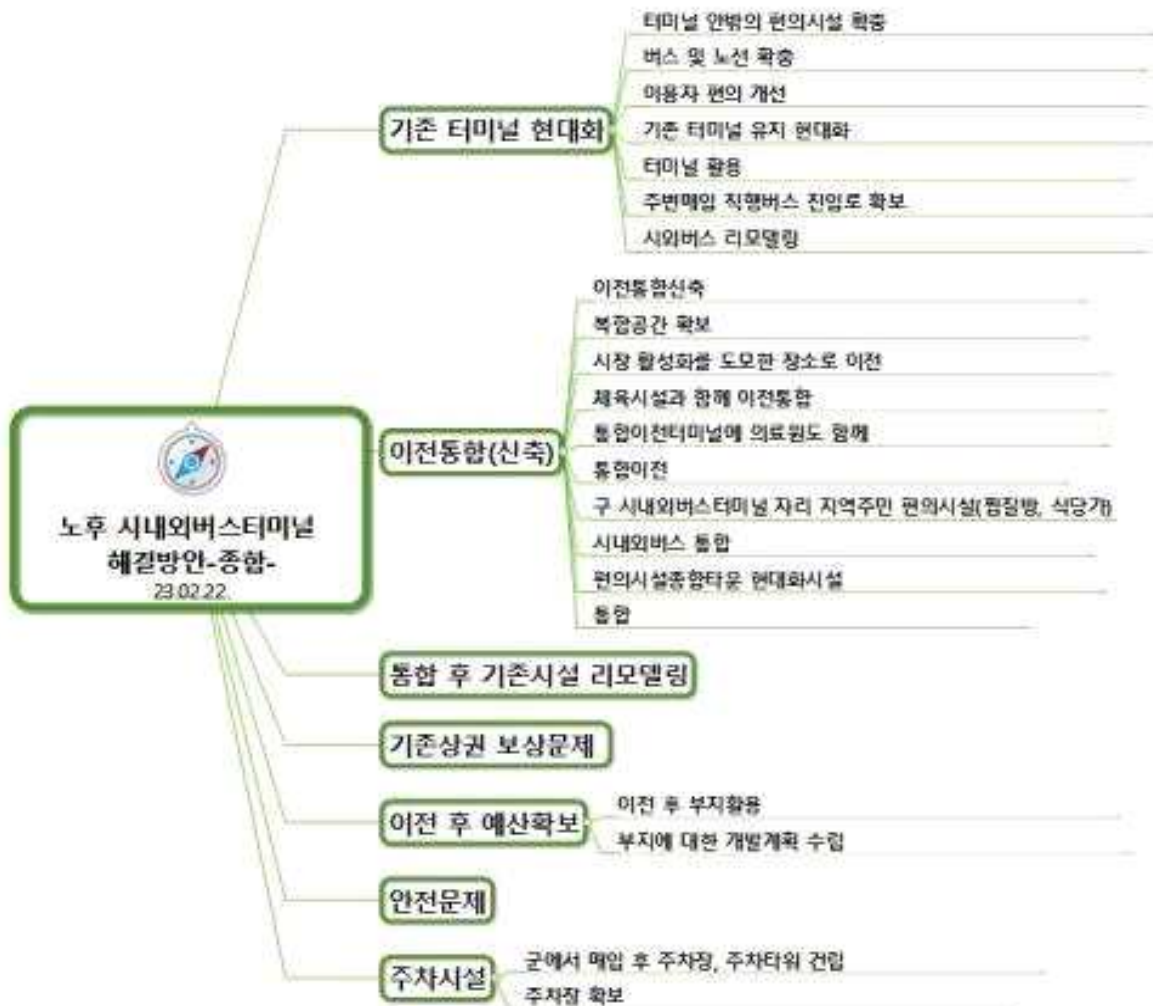 노후 시내외버스터미널
해결방안-종합-
23.02.22.
기존 터미널 현대화
터미널 안밖의 편의시설 확충
버스 및 노선 확충
이용자 편의 개선
기존 터미널 유지 현대화
터미널 활용
주변매입 직행버스 진입로 확보
시외버스 리모델링
이전통합(신축)
이전통합신축
복합공간 확보
시장 활성화를 도모한 장소로 이전
체육시설과 함께 이전통합
통합이전터미널에 의료원도 함께
통합이전
구 시내외버스터미널 자리 지역주민 편의시설(찜질방, 식당가)
시내외버스 통합
편의시설종합타운 현대화시설
통합
통합 후 기존시설 리모델링
기존상권 보상문제
이전 후 예산확보
이전 후 부지활용
부지에 대한 개발계획 수립
안전문제
주차시설
군에서 매입 후 주차장, 주차타워 건립
주차장 확보